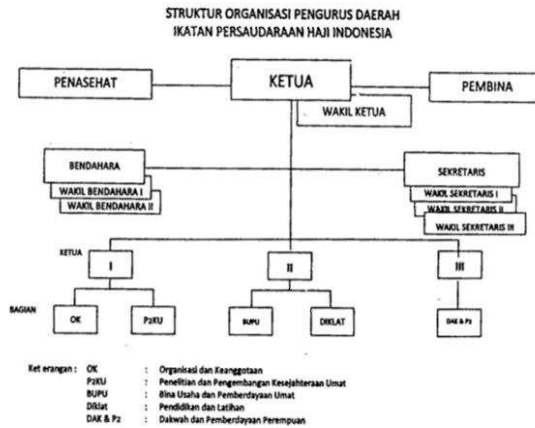 STRUKTUR ORGANISASI PENGURUS DAERAH
IKATAN PERSAUDARAAN HAJI INDONESIA
PENASEHAT
KETUA
PEMBINA
WAKIL KETUA
BENDAHARA
WAKIL BENDAHARA I
WAKIL BENDAHARA II
SEKRETARIS
WAKIL SEKRETARIS I
WAKIL SEKRETARIS II
WAKIL SEKRETARIS III
KETUA
I
II
III
BAGIAN
OK
P2KU
BUPU
DIKLAT
DAK & P2
Ket erangan : OK : Organisasi dan Keanggotaan
P2KU : Penelitian dan Pengembangan Kesejahteraan Umat
BUPU : Bina Usaha dan Pemberdayaan Umat
Diklat : Pendidikan dan Latihan
DAK & P2 : Dakwah dan Pemberdayaan Perempuan